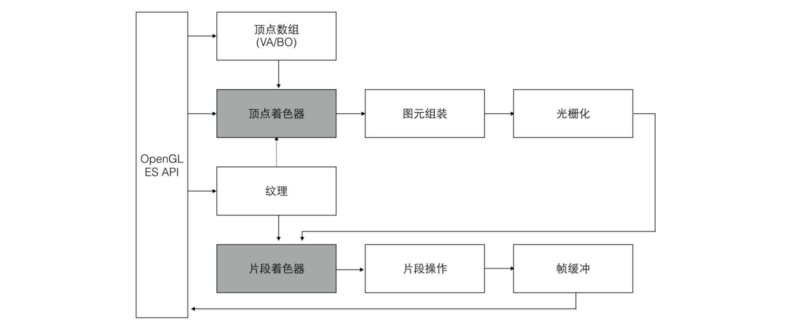 顶点数组
(VA/BO)
顶点着色器
图元组装
光栅化
OpenGL
ES API
纹理
片段着色器
片段操作
帧缓冲